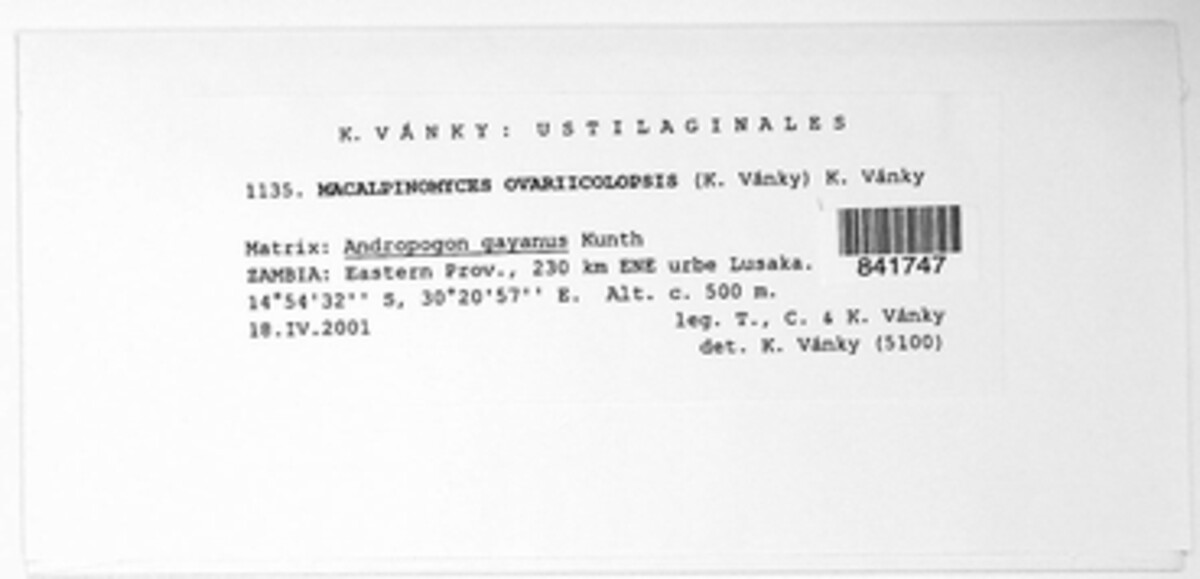 K. VÁNKY: USTILAGINALES
1135. MACALPINOMYCES OVARIICOLOPSIS (K. Vánky) K. Vánky
Matrix: Andropogon gayanus Kunth
ZAMBIA: Eastern Prov., 230 km ENE urbe Lusaka.
841747
14°54'32'' S, 30°20'57'' E. Alt. c. 500 m.
18.IV.2001
leg. T., C. & K. Vánky
det. K. Vánky (5100)